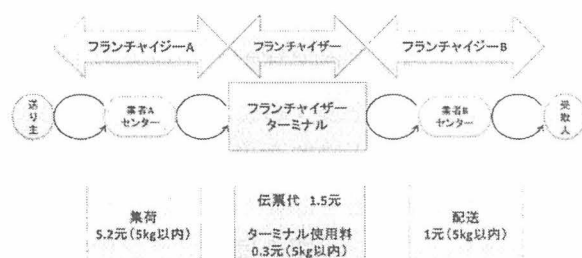 フランチャイジーA
フランチャイザー
フランチャイジーB
送り主
業者A
センター
フランチャイザー
ターミナル
業者B
センター
受取人
集荷
5.2元(5kg以内)
伝票代 1.5元
ターミナル使用料
0.3元(5kg以内)
配送
1元(5kg以内)